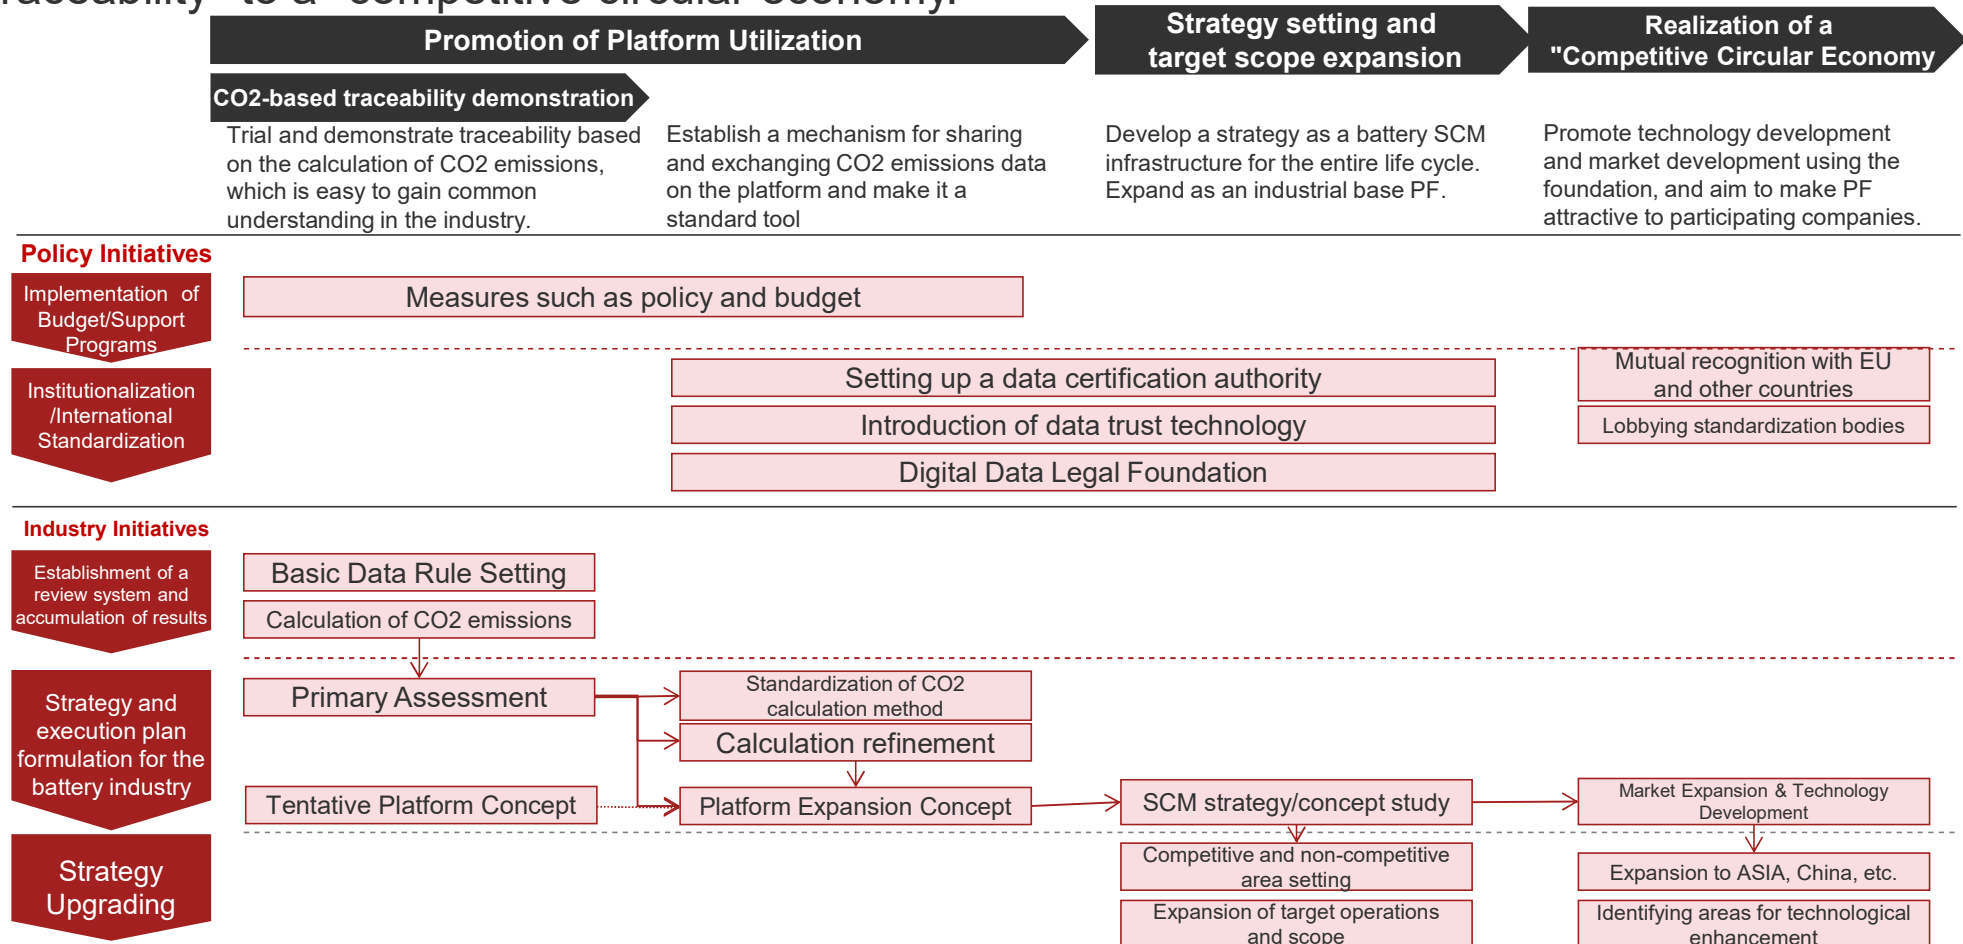 raceability" to a "competitive circular economy.
Promotion of Platform Utilization
Strategy setting and
target scope expansion
Realization of a
"Competitive Circular Economy
CO2-based traceability demonstration
Trial and demonstrate traceability based
on the calculation of CO2 emissions,
which is easy to gain common
understanding in the industry.
Establish a mechanism for sharing
and exchanging CO2 emissions data
on the platform and make it a
standard tool
Develop a strategy as a battery SCM
infrastructure for the entire life cycle.
Expand as an industrial base PF.
Promote technology development
and market development using the
foundation, and aim to make PF
attractive to participating companies.
Policy Initiatives
Implementation of
Budget/Support
Programs
Measures such as policy and budget
Institutionalization
/International
Standardization
Setting up a data certification authority
Introduction of data trust technology
Digital Data Legal Foundation
Mutual recognition with EU
and other countries
Lobbying standardization bodies
Industry Initiatives
Establishment of a
review system and
accumulation of results
Basic Data Rule Setting
Calculation of CO2 emissions
Strategy and
execution plan
formulation for the
battery industry
Primary Assessment
Standardization of CO2
calculation method
Calculation refinement
Tentative Platform Concept
Platform Expansion Concept
SCM strategy/concept study
Market Expansion & Technology
Development
Strategy
Upgrading
Competitive and non-competitive
area setting
Expansion of target operations
and scope
Expansion to ASIA, China, etc.
Identifying areas for technological
enhancement